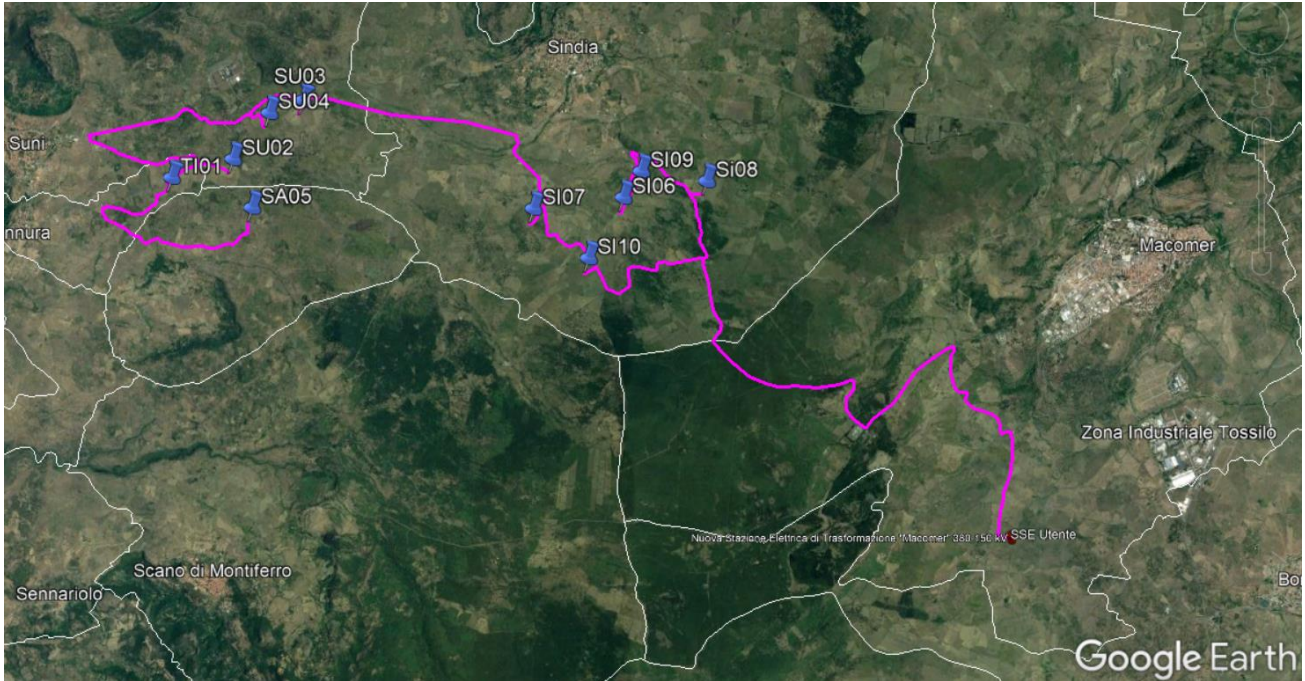 Sindia
SU03
SU04
Suni
SU02
TI01
SI09
Si08
SA05
SI06
SI07
nnura
SI10
Macomer
Zona Industriale Tossilo
Nuova Stazione Elettrica di Trasformazione "Macomer" 380-150 kV
SSE Utente
Scano di Montiferro
Sennariolo
Bor
Google Earth